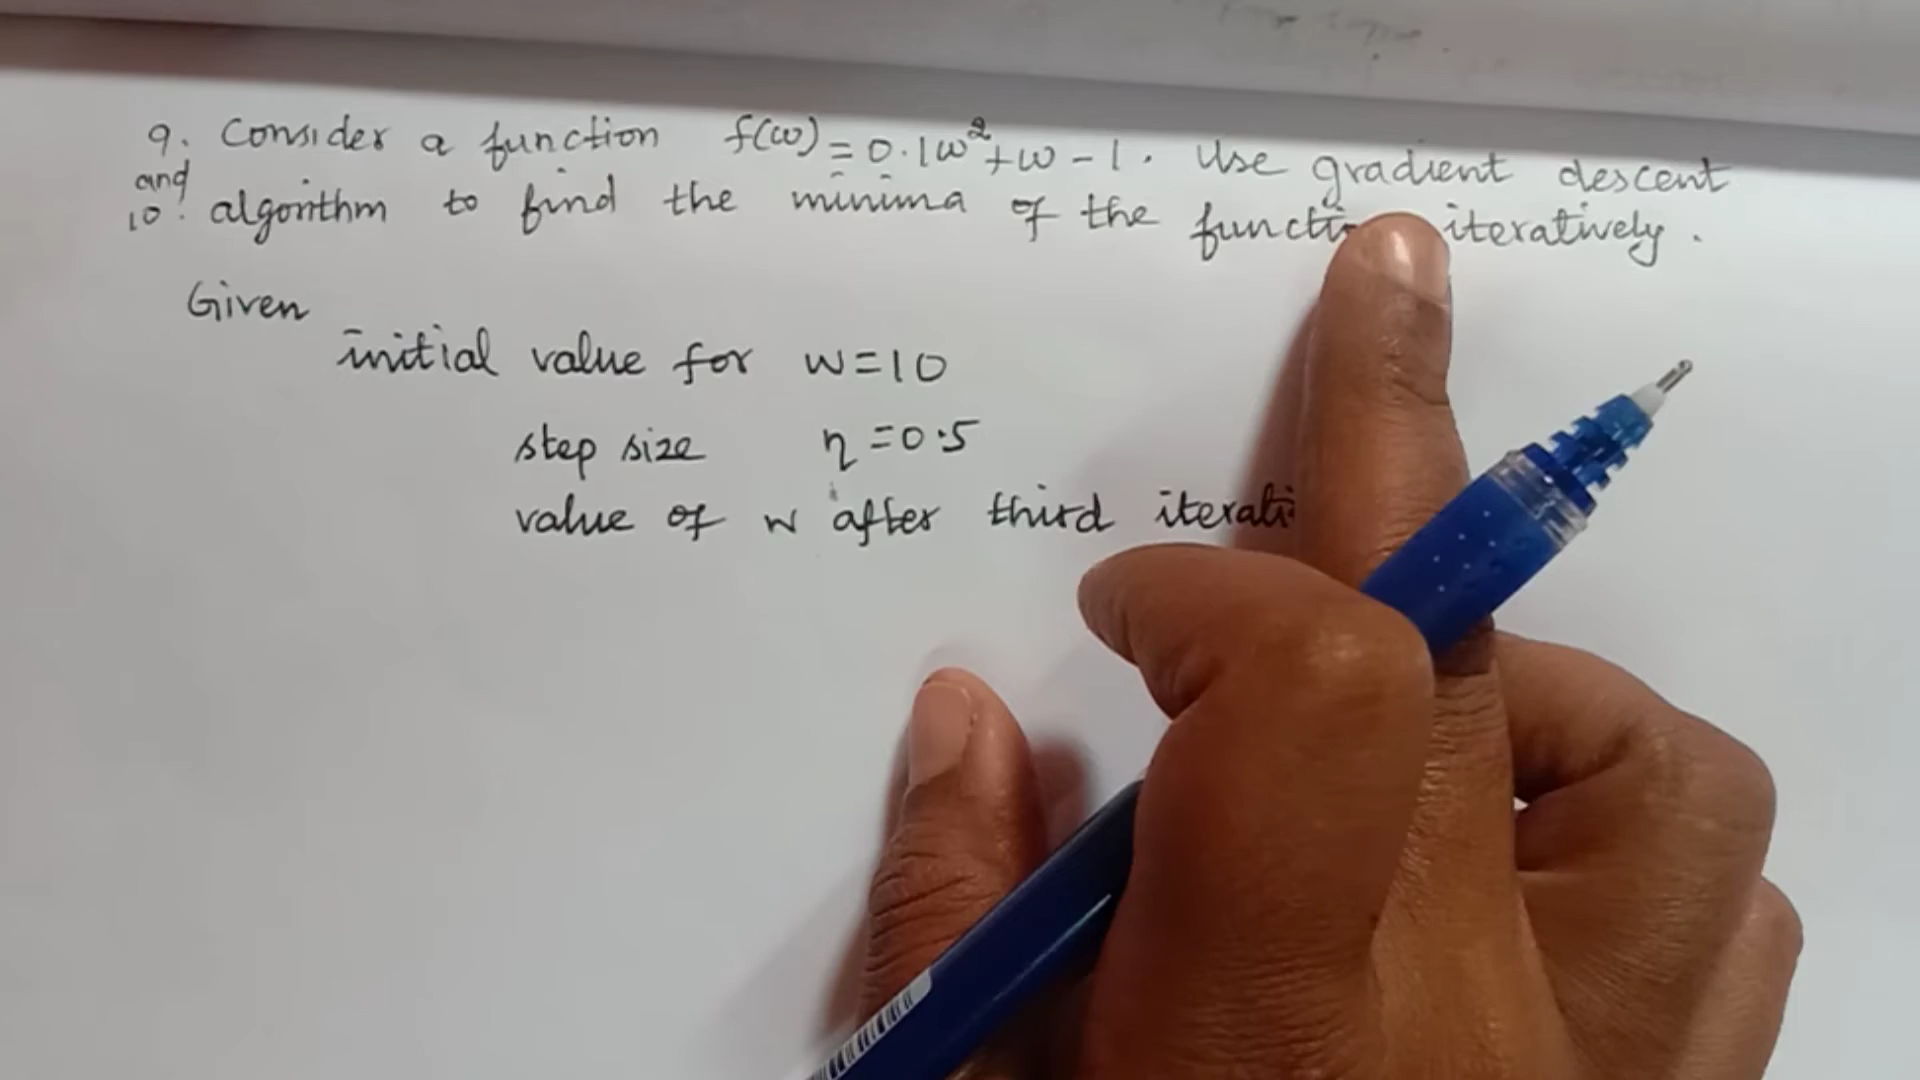 9. Consider a function f(w) = 0.1w² + w - 1. Use gradient descent
and
10. algorithm to find the minima of the functi iteratively.
Given
initial value for w=10
step size η = 0.5
value of w after third iterati